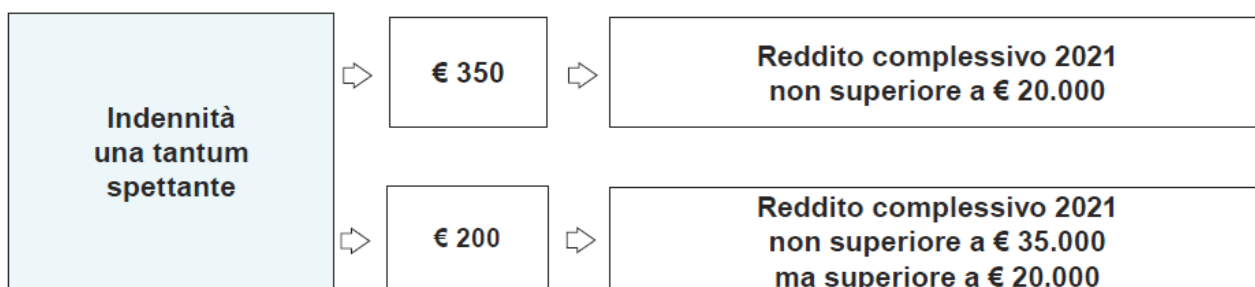 Indennità
una tantum
spettante
€ 350
Reddito complessivo 2021
non superiore a € 20.000
€ 200
Reddito complessivo 2021
non superiore a € 35.000
ma superiore a € 20.000